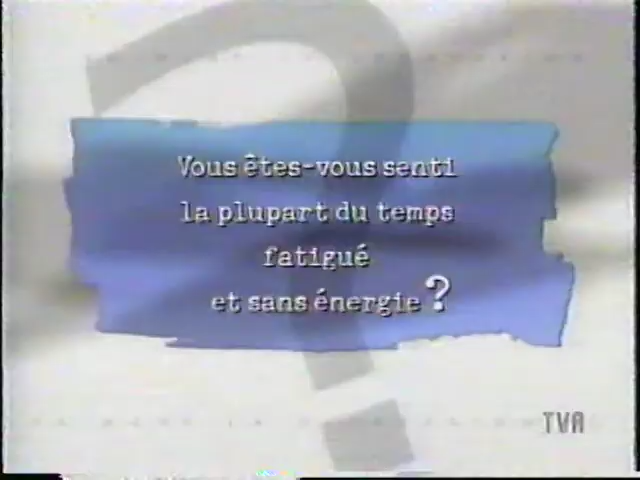 Vous êtes-vous senti
la plupart du temps
fatigué
et sans énergie ?
TVA